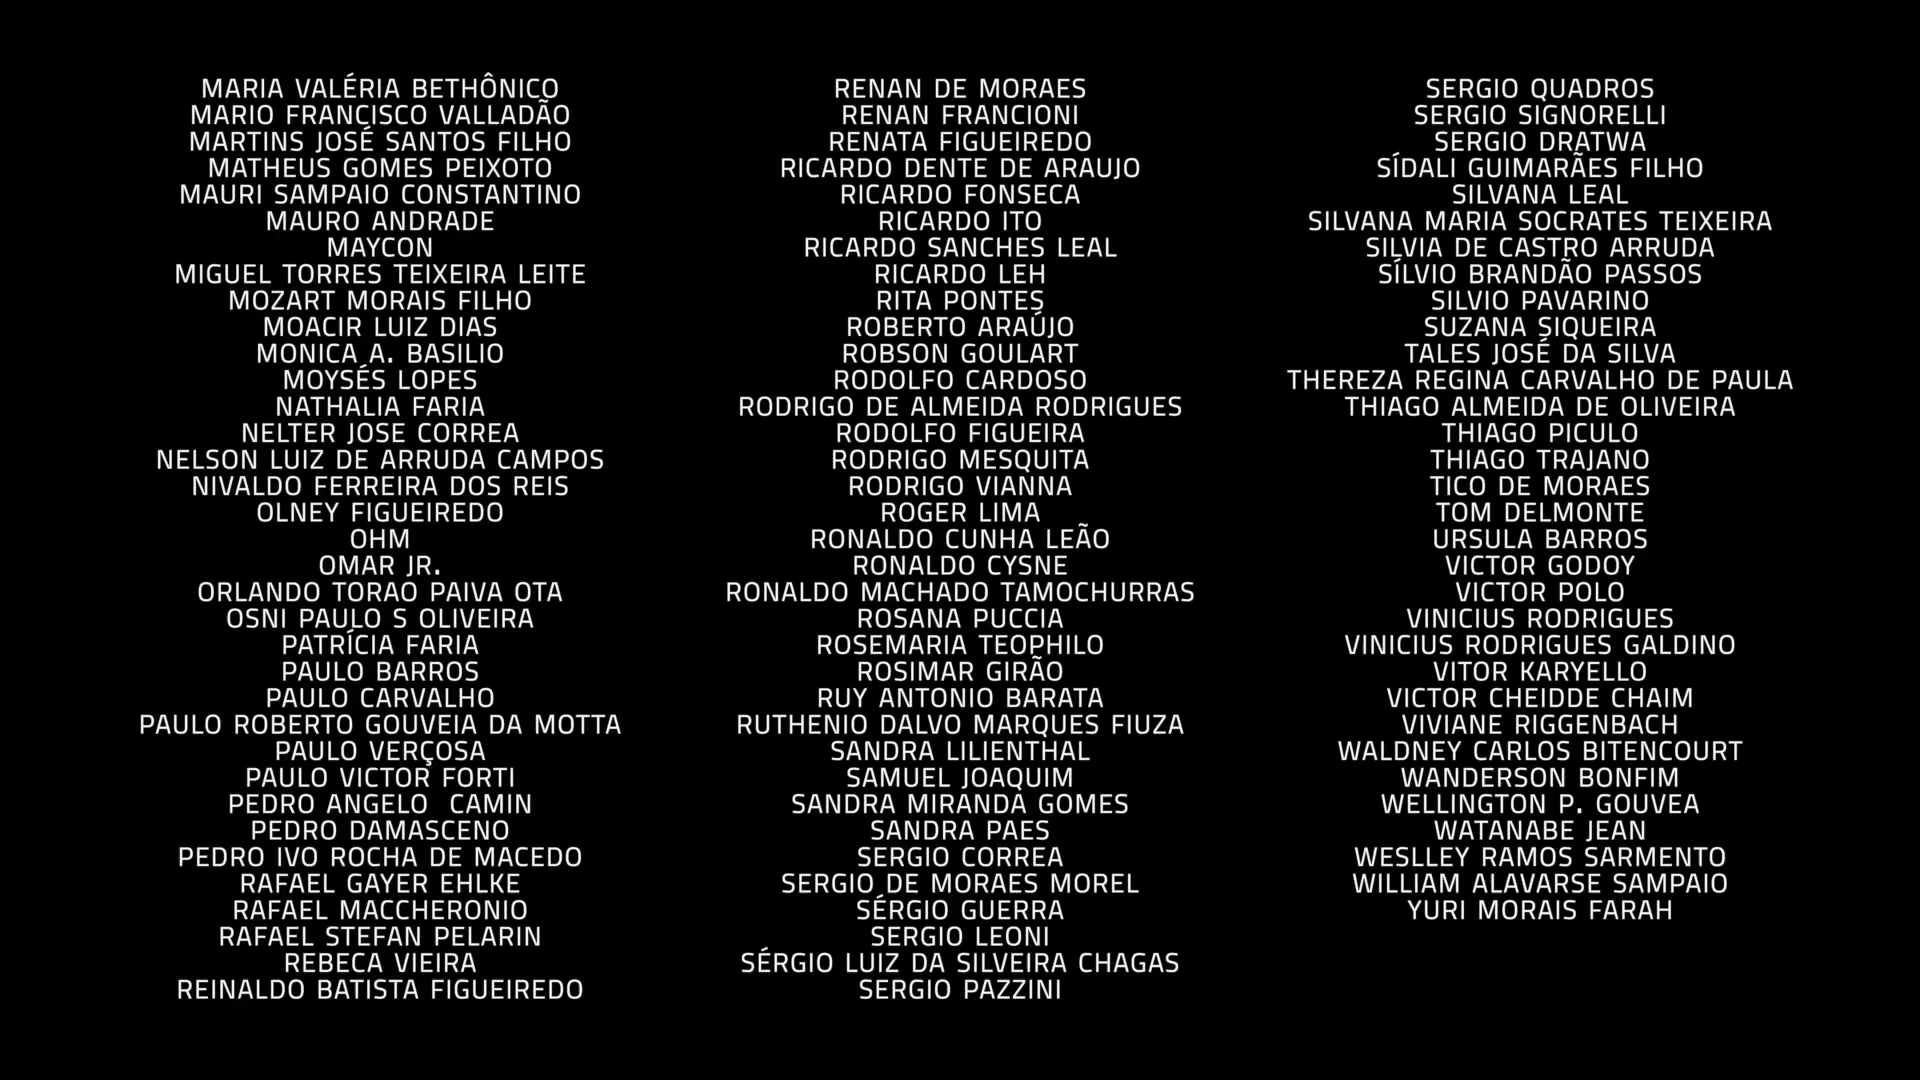 MARIA VALÉRIA BETHÔNICO
MARIO FRANCISCO VALLADÃO
MARTINS JOSÉ SANTOS FILHO
MATHEUS GOMES PEIXOTO
MAURI SAMPAIO CONSTANTINO
MAURO ANDRADE
MAYCON
MIGUEL TORRES TEIXEIRA LEITE
MOZART MORAIS FILHO
MOACIR LUIZ DIAS
MONICA A. BASILIO
MOYSÉS LOPES
NATHALIA FARIA
NELTER JOSE CORREA
NELSON LUIZ DE ARRUDA CAMPOS
NIVALDO FERREIRA DOS REIS
OLNEY FIGUEIREDO
OHM
OMAR JR.
ORLANDO TORAO PAIVA OTA
OSNI PAULO S OLIVEIRA
PATRÍCIA FARIA
PAULO BARROS
PAULO CARVALHO
PAULO ROBERTO GOUVEIA DA MOTTA
PAULO VERÇOSA
PAULO VICTOR FORTI
PEDRO ANGELO  CAMIN
PEDRO DAMASCENO
PEDRO IVO ROCHA DE MACEDO
RAFAEL GAYER EHLKE
RAFAEL MACCHERONIO
RAFAEL STEFAN PELARIN
REBECA VIEIRA
REINALDO BATISTA FIGUEIREDO
RENAN DE MORAES
RENAN FRANCIONI
RENATA FIGUEIREDO
RICARDO DENTE DE ARAUJO
RICARDO FONSECA
RICARDO ITO
RICARDO SANCHES LEAL
RICARDO LEH
RITA PONTES
ROBERTO ARAÚJO
ROBSON GOULART
RODOLFO CARDOSO
RODRIGO DE ALMEIDA RODRIGUES
RODOLFO FIGUEIRA
RODRIGO MESQUITA
RODRIGO VIANNA
ROGER LIMA
RONALDO CUNHA LEÃO
RONALDO CYSNE
RONALDO MACHADO TAMOCHURRAS
ROSANA PUCCIA
ROSEMARIA TEOPHILO
ROSIMAR GIRÃO
RUY ANTONIO BARATA
RUTHENIO DALVO MARQUES FIUZA
SANDRA LILIENTHAL
SAMUEL JOAQUIM
SANDRA MIRANDA GOMES
SANDRA PAES
SERGIO CORREA
SERGIO DE MORAES MOREL
SÉRGIO GUERRA
SERGIO LEONI
SÉRGIO LUIZ DA SILVEIRA CHAGAS
SERGIO PAZZINI
SERGIO QUADROS
SERGIO SIGNORELLI
SERGIO DRATWA
SÍDALI GUIMARÃES FILHO
SILVANA LEAL
SILVANA MARIA SOCRATES TEIXEIRA
SILVIA DE CASTRO ARRUDA
SÍLVIO BRANDÃO PASSOS
SILVIO PAVARINO
SUZANA SIQUEIRA
TALES JOSÉ DA SILVA
THEREZA REGINA CARVALHO DE PAULA
THIAGO ALMEIDA DE OLIVEIRA
THIAGO PICULO
THIAGO TRAJANO
TICO DE MORAES
TOM DELMONTE
URSULA BARROS
VICTOR GODOY
VICTOR POLO
VINICIUS RODRIGUES
VINICIUS RODRIGUES GALDINO
VITOR KARYELLO
VICTOR CHEIDDE CHAIM
VIVIANE RIGGENBACH
WALDNEY CARLOS BITENCOURT
WANDERSON BONFIM
WELLINGTON P. GOUVEA
WATANABE JEAN
WESLLEY RAMOS SARMENTO
WILLIAM ALAVARSE SAMPAIO
YURI MORAIS FARAH